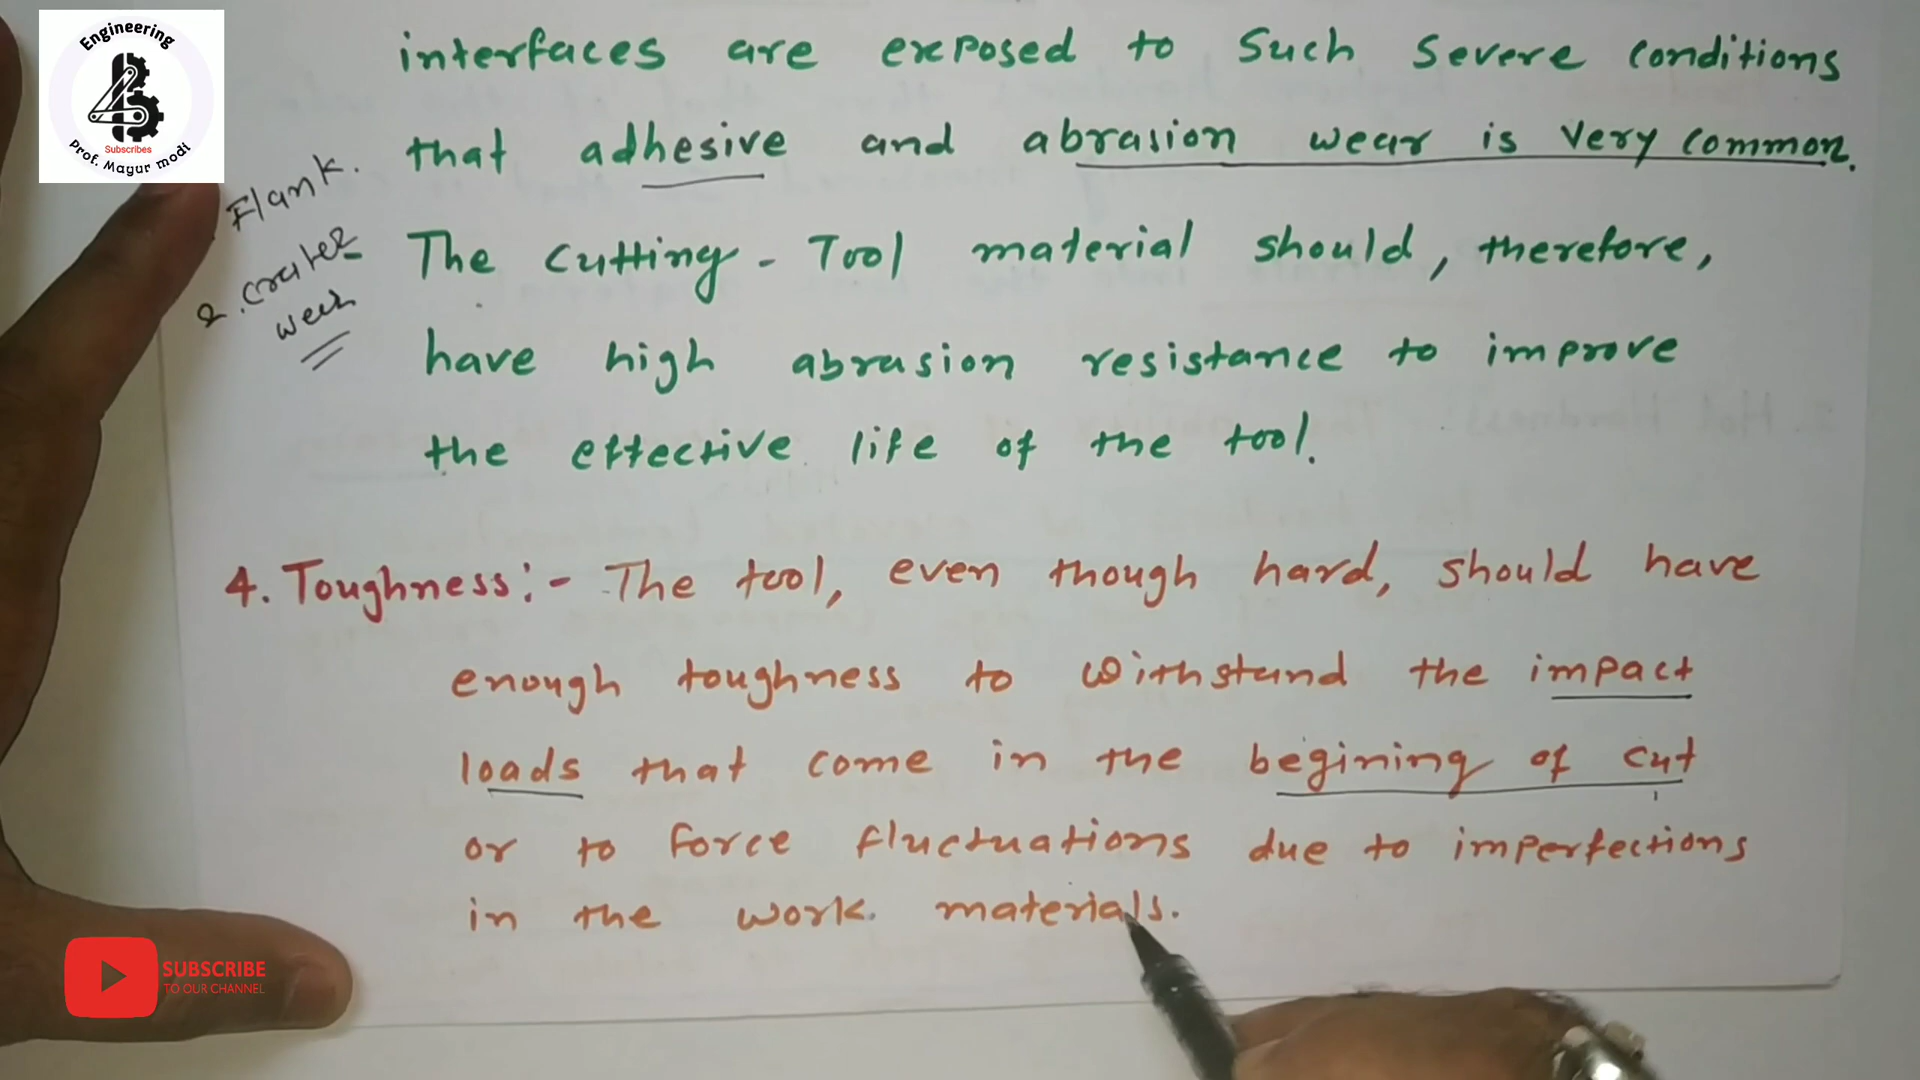 Engineering
Subscribes
Prof. Mayur modi
interfaces are exposed to Such Severe conditions
that adhesive and abrasion wear is very common.
Flank.
2. crater
The Cutting - Tool material should, therefore,
have high abrasion resistance to improve
the effective life of the tool.
4. Toughness:- The tool, even though hard, should have
enough toughness to withstand the impact
loads that come in the begining of cut
or to force fluctuations due to imperfections
in the work materials.
SUBSCRIBE
TO OUR CHANNEL